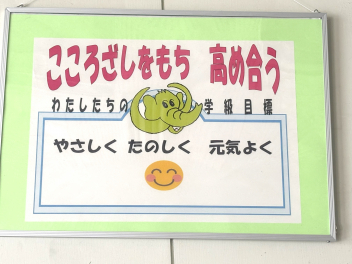 こころざしをもち 高め合う
わたしたちの 学級目標
やさしく たのしく 元気よく